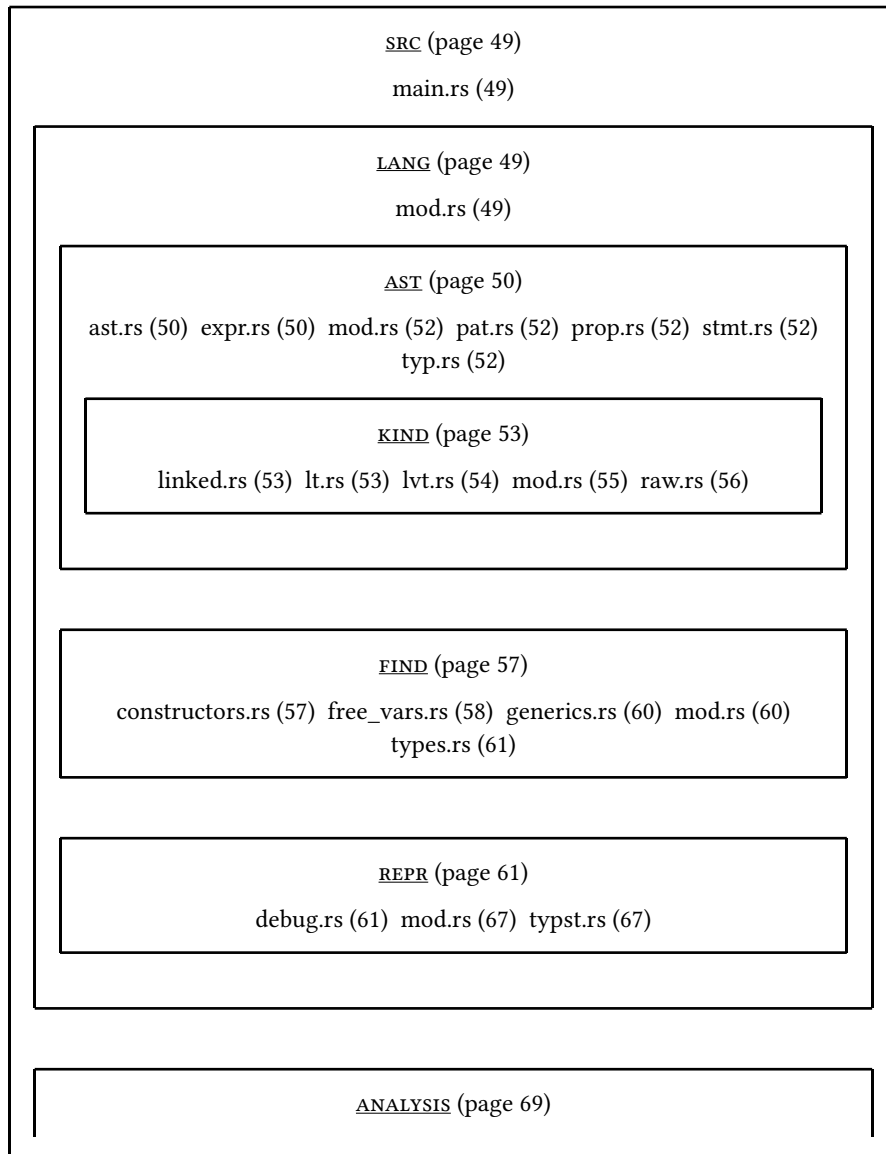 SRC (page 49)
main.rs (49)
LANG (page 49)
mod.rs (49)
AST (page 50)
ast.rs (50) expr.rs (50) mod.rs (52) pat.rs (52) prop.rs (52) stmt.rs (52)
typ.rs (52)
KIND (page 53)
linked.rs (53) lt.rs (53) lvt.rs (54) mod.rs (55) raw.rs (56)
FIND (page 57)
constructors.rs (57) free_vars.rs (58) generics.rs (60) mod.rs (60)
types.rs (61)
REPR (page 61)
debug.rs (61) mod.rs (67) typst.rs (67)
ANALYSIS (page 69)